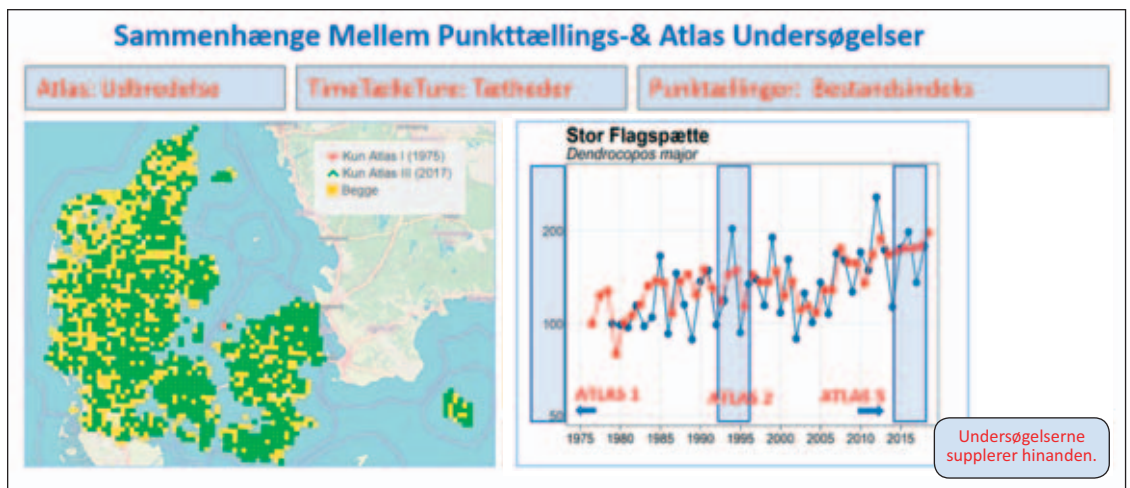 Sammenhænge Mellem Punkttællings-& Atlas Undersøgelser
Atlas: Udbredelse
TimeTælleTure: Tætheder
Punktællinger: Bestandsindeks
Kun Atlas I (1975)
Kun Atlas III (2017)
Begge
Stor Flagspætte
Dendrocopos major
200
100
50
ATLAS 1
ATLAS 2
ATLAS 3
1975 1980 1985 1990 1995 2000 2005 2010 2015
Undersøgelserne
supplerer hinanden.